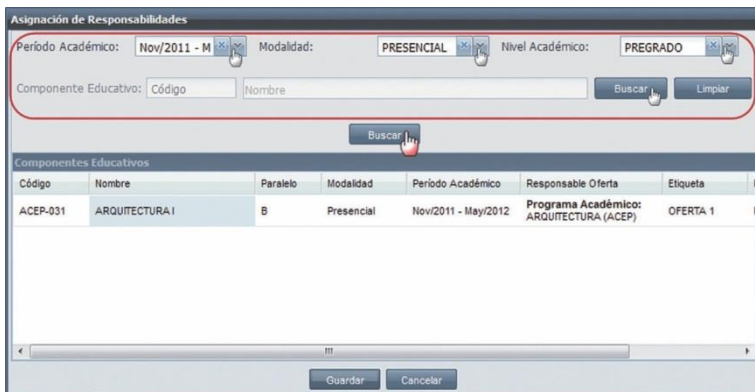 Asignación de Responsabilidades
Período Académico: Nov/2011 - M Modalidad: PRESENCIAL Nivel Académico: PREGRADO
Componente Educativo: Código Nombre Buscar Limpiar
Buscar
Componentes Educativos
Código Nombre Paralelo Modalidad Período Académico Responsable Oferta Etiqueta
ACEP-031 ARQUITECTURA I B Presencial Nov/2011 - May/2012 Programa Académico: OFERTA 1
ARQUITECTURA (ACEP)
Guardar Cancelar